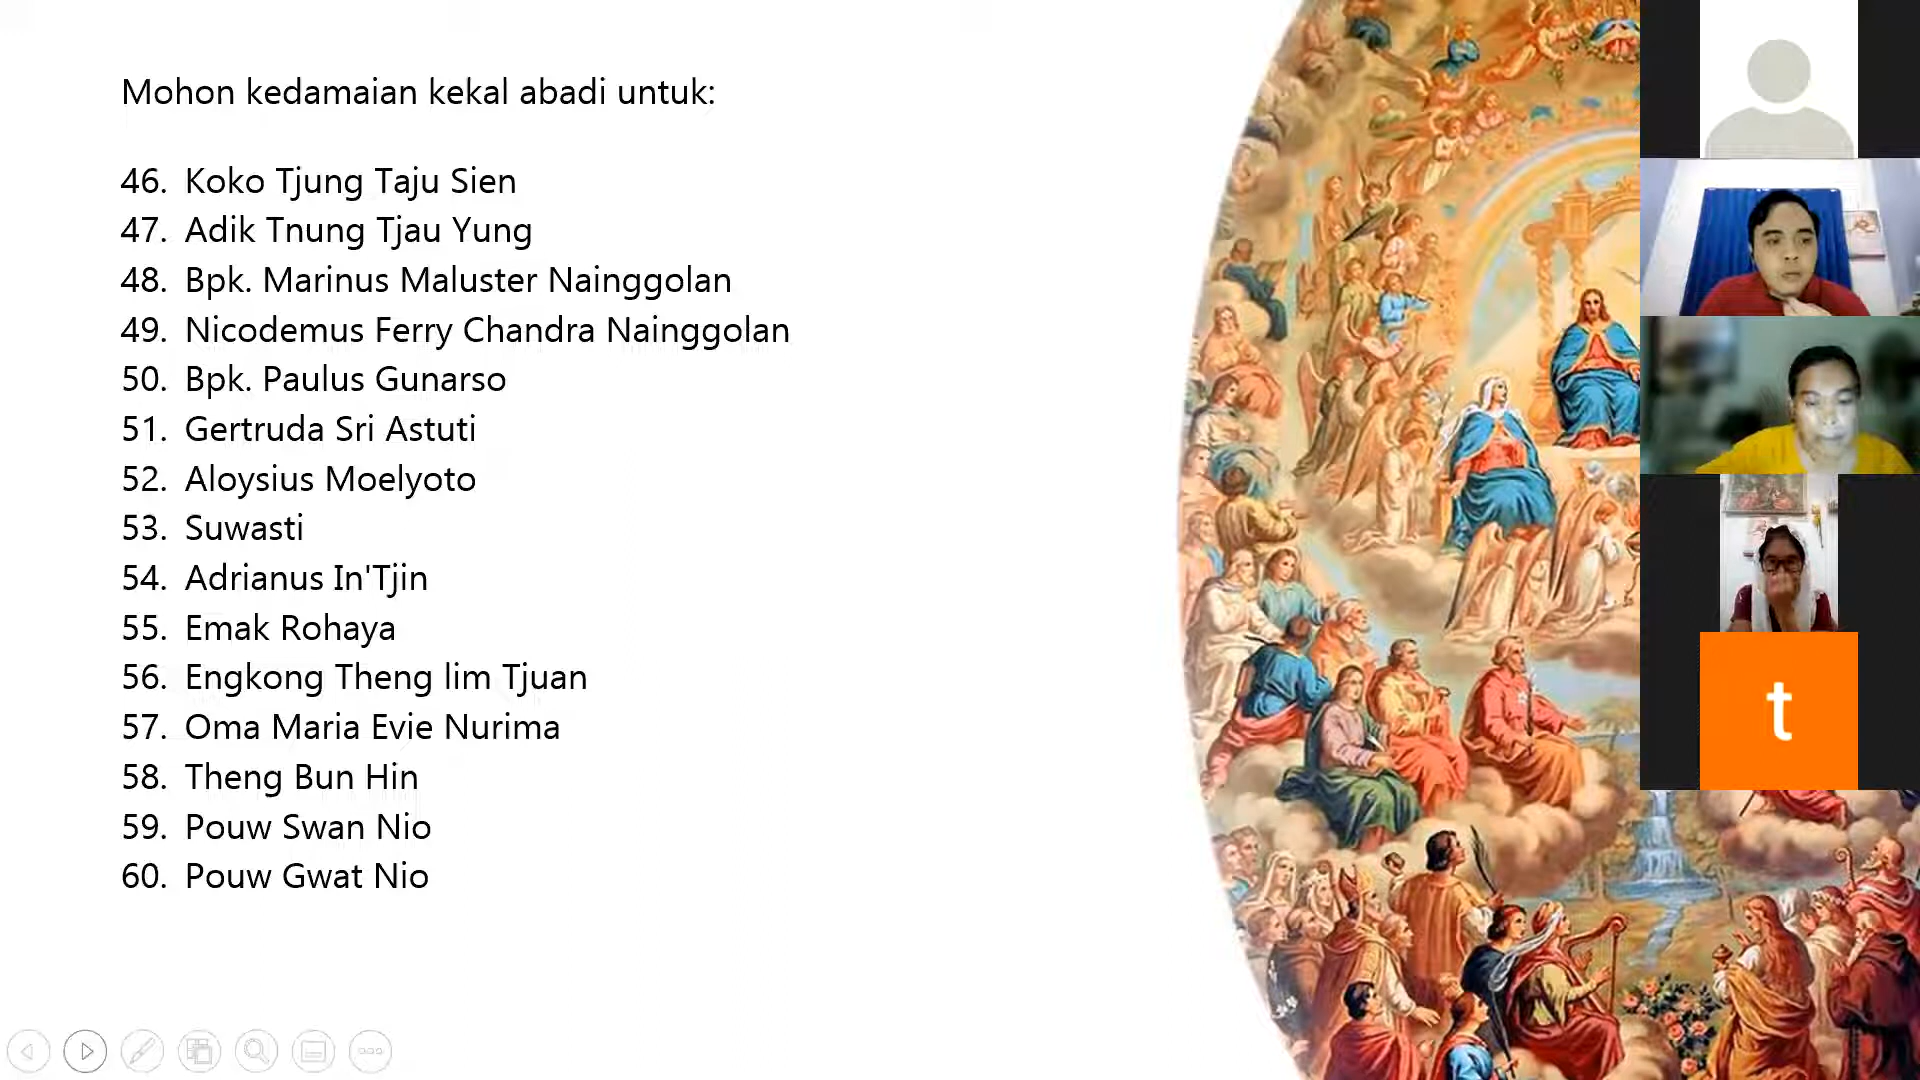 Mohon kedamaian kekal abadi untuk:
46. Koko Tjung Taju Sien
47. Adik Tnung Tjau Yung
48. Bpk. Marinus Maluster Nainggolan
49. Nicodemus Ferry Chandra Nainggolan
50. Bpk. Paulus Gunarso
51. Gertruda Sri Astuti
52. Aloysius Moelyoto
53. Suwasti
54. Adrianus In'Tjin
55. Emak Rohaya
56. Engkong Theng lim Tjuan
57. Oma Maria Evie Nurima
58. Theng Bun Hin
59. Pouw Swan Nio
60. Pouw Gwat Nio
t